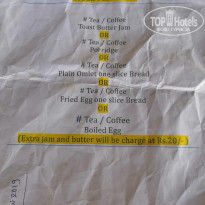 # Tea / Coffee
Toast Butter Jam
OR
# Tea / Coffee
Porridge
OR
# Tea / Coffee
Plain Omlet one slice Bread
OR
# Tea / Coffee
Fried Egg one slice Bread
OR
# Tea / Coffee
Boiled Egg
(Extra jam and butter will be charge at Rs.20/-)
TOP Hotels